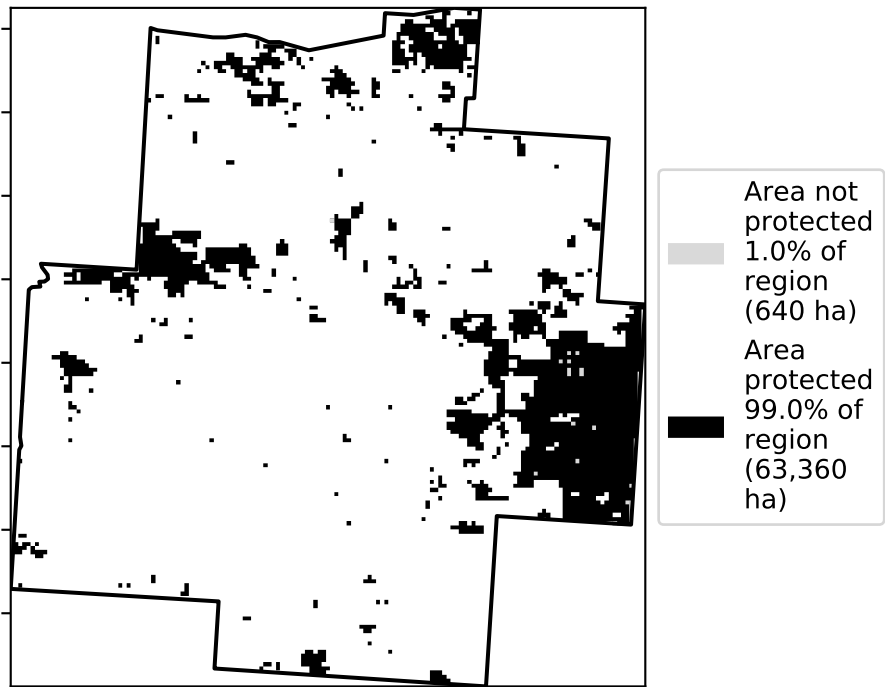 Area not
protected
1.0% of
region
(640 ha)
Area
protected
99.0% of
region
(63,360
ha)